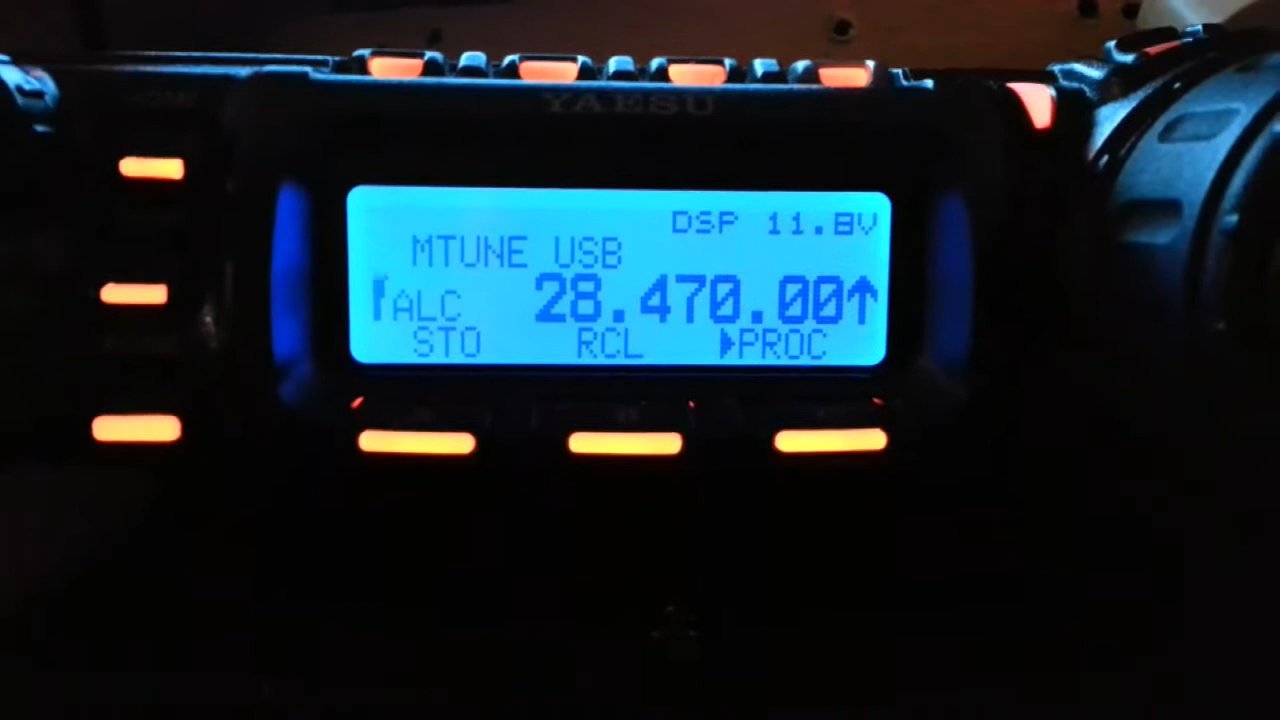 YAESU
DSP 11.8V
MTUNE USB
ALC 28.470.00↑
STO RCL ▶PROC